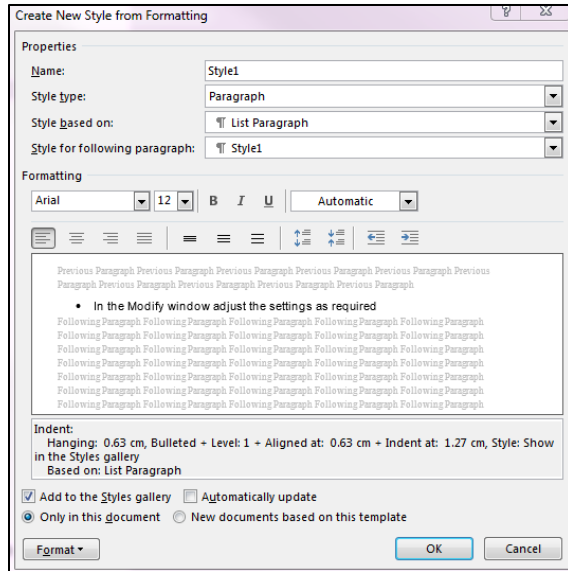 Create New Style from Formatting
Properties
Name: Style1
Style type: Paragraph
Style based on: ¶ List Paragraph
Style for following paragraph: ¶ Style1
Formatting
Arial 12 B I U Automatic
Previous Paragraph Previous Paragraph Previous Paragraph Previous Paragraph Previous Paragraph Previous
Paragraph Previous Paragraph Previous Paragraph Previous Paragraph Previous Paragraph
• In the Modify window adjust the settings as required
Following Paragraph Following Paragraph Following Paragraph Following Paragraph Following Paragraph
Following Paragraph Following Paragraph Following Paragraph Following Paragraph Following Paragraph
Following Paragraph Following Paragraph Following Paragraph Following Paragraph Following Paragraph
Following Paragraph Following Paragraph Following Paragraph Following Paragraph Following Paragraph
Following Paragraph Following Paragraph Following Paragraph Following Paragraph Following Paragraph
Following Paragraph Following Paragraph Following Paragraph Following Paragraph Following Paragraph
Following Paragraph Following Paragraph Following Paragraph Following Paragraph Following Paragraph
Indent:
Hanging: 0.63 cm, Bulleted + Level: 1 + Aligned at: 0.63 cm + Indent at: 1.27 cm, Style: Show
in the Styles gallery
Based on: List Paragraph
Add to the Styles gallery Automatically update
Only in this document New documents based on this template
Format OK Cancel